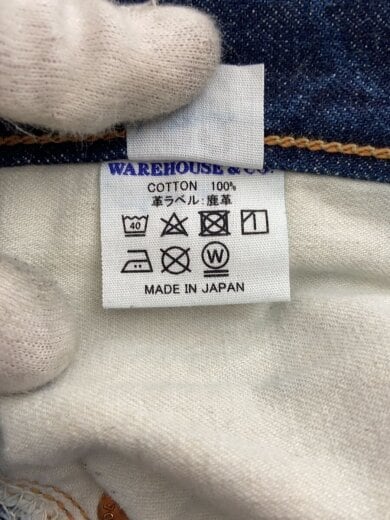 WAREHOUSE & CO.
COTTON 100%
革ラベル:鹿革
40
W
MADE IN JAPAN